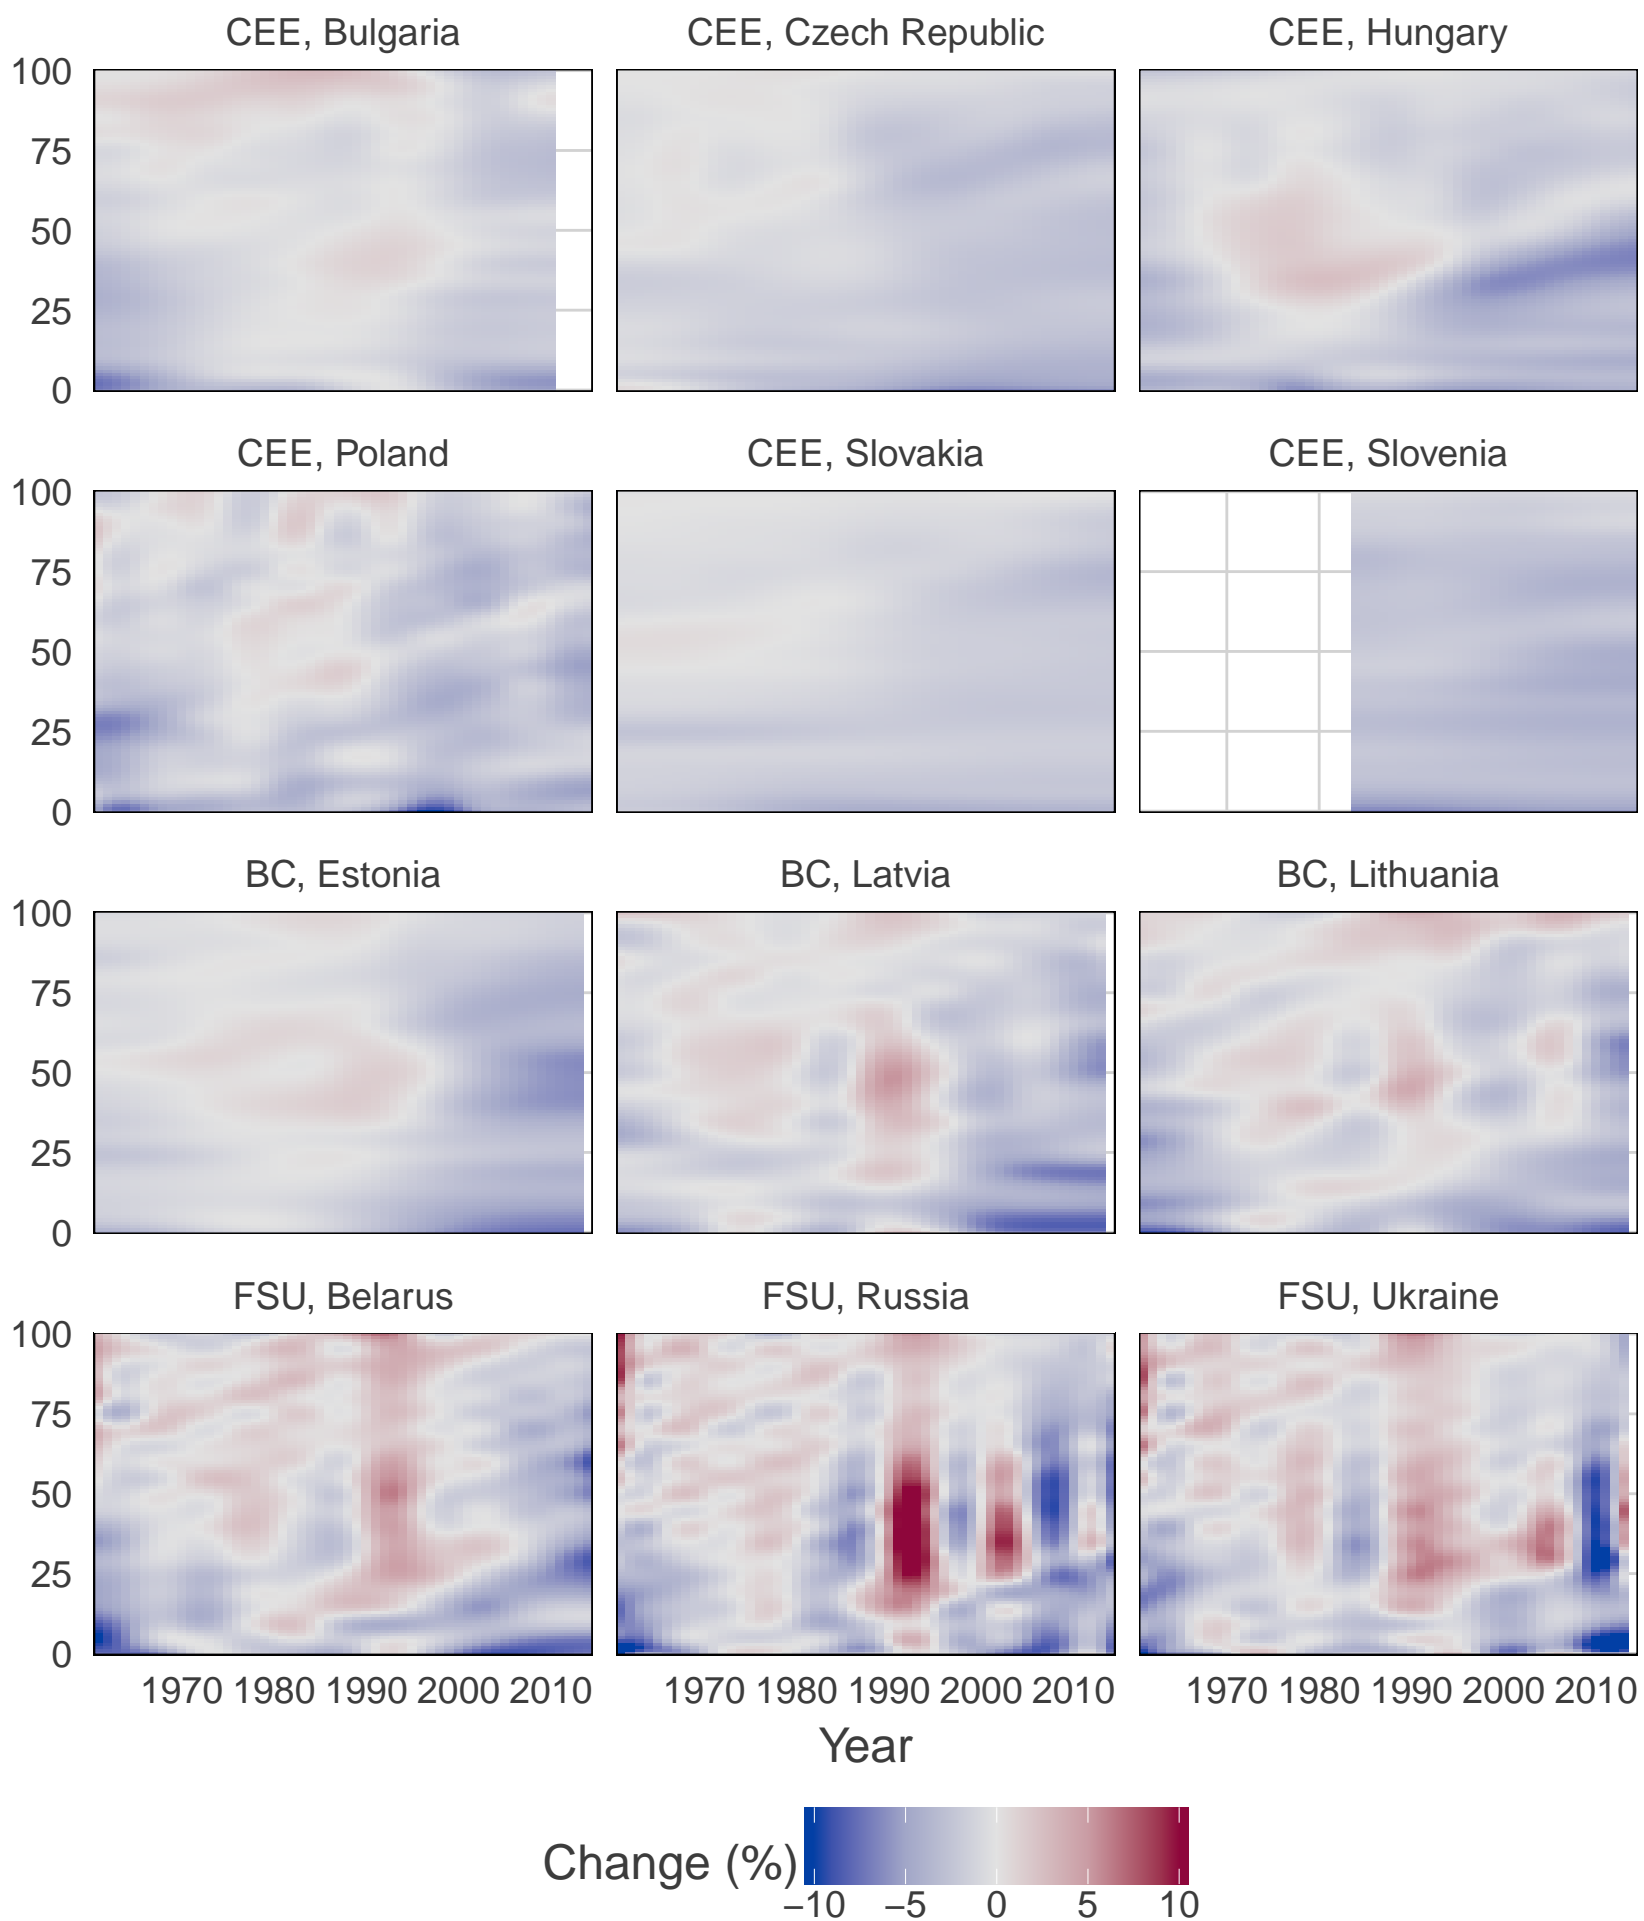 CEE, Bulgaria CEE, Czech Republic CEE, Hungary
100
75
50
25
0
CEE, Poland CEE, Slovakia CEE, Slovenia
100
75
50
25
0
BC, Estonia BC, Latvia BC, Lithuania
100
75
50
25
0
FSU, Belarus FSU, Russia FSU, Ukraine
100
75
50
25
0
1970 1980 1990 2000 2010 1970 1980 1990 2000 2010 1970 1980 1990 2000 2010
Year
Change (%)
−10 −5 0 5 10